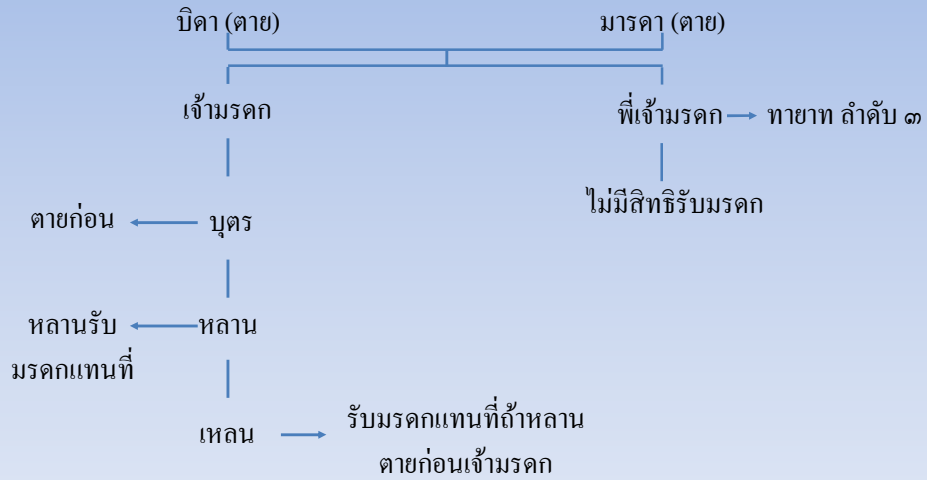 บิดา (ตาย)
มารดา (ตาย)
เจ้ามรดก
พี่เจ้ามรดก
ทายาท ลำดับ ๓
ไม่มีสิทธิรับมรดก
ตายก่อน
บุตร
หลานรับ
มรดกแทนที่
หลาน
เหลน
รับมรดกแทนที่ถ้าหลาน
ตายก่อนเจ้ามรดก